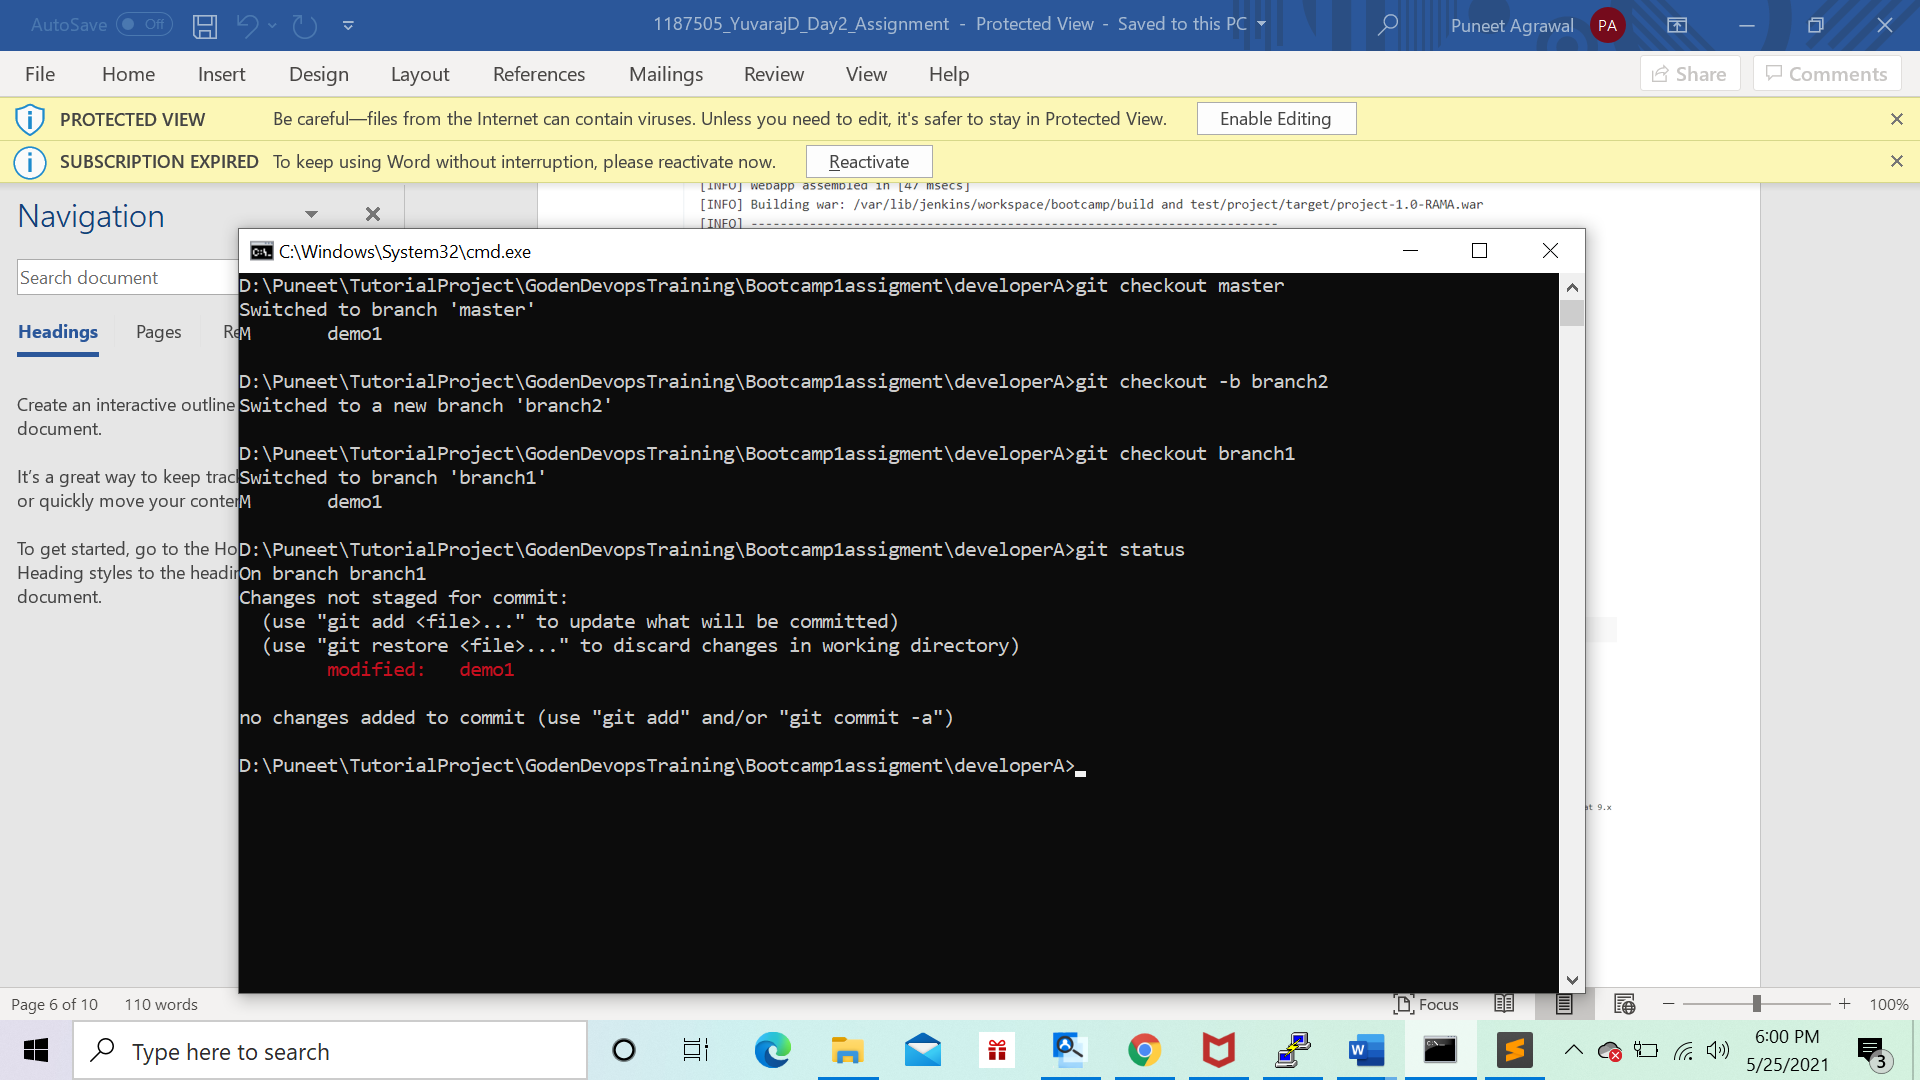 AutoSave Off
1187505_YuvarajD_Day2_Assignment - Protected View - Saved to this PC
Puneet Agrawal PA
File Home Insert Design Layout References Mailings Review View Help
Share Comments
PROTECTED VIEW Be careful—files from the Internet can contain viruses. Unless you need to edit, it's safer to stay in Protected View. Enable Editing
SUBSCRIPTION EXPIRED To keep using Word without interruption, please reactivate now. Reactivate
[INFO] Webapp assembled in [47 msecs]
[INFO] Building war: /var/lib/jenkins/workspace/bootcamp/build and test/project/target/project-1.0-RAMA.war
[INFO] ------------------------------------------------------------------------
Navigation
Search document
Headings Pages
Create an interactive outline
document.
It's a great way to keep
or quickly move your
To get started, go to the
Heading styles to the
document.
C:\Windows\System32\cmd.exe
D:\Puneet\TutorialProject\GodenDevopsTraining\Bootcamp1assigment\developerA>git checkout master
Switched to branch 'master'
M demo1
D:\Puneet\TutorialProject\GodenDevopsTraining\Bootcamp1assigment\developerA>git checkout -b branch2
Switched to a new branch 'branch2'
D:\Puneet\TutorialProject\GodenDevopsTraining\Bootcamp1assigment\developerA>git checkout branch1
Switched to branch 'branch1'
M demo1
D:\Puneet\TutorialProject\GodenDevopsTraining\Bootcamp1assigment\developerA>git status
On branch branch1
Changes not staged for commit:
(use "git add <file>..." to update what will be committed)
(use "git restore <file>..." to discard changes in working directory)
modified: demo1
no changes added to commit (use "git add" and/or "git commit -a")
D:\Puneet\TutorialProject\GodenDevopsTraining\Bootcamp1assigment\developerA>
at 9.x
Page 6 of 10 110 words
Focus 100%
Type here to search
6:00 PM
5/25/2021
3